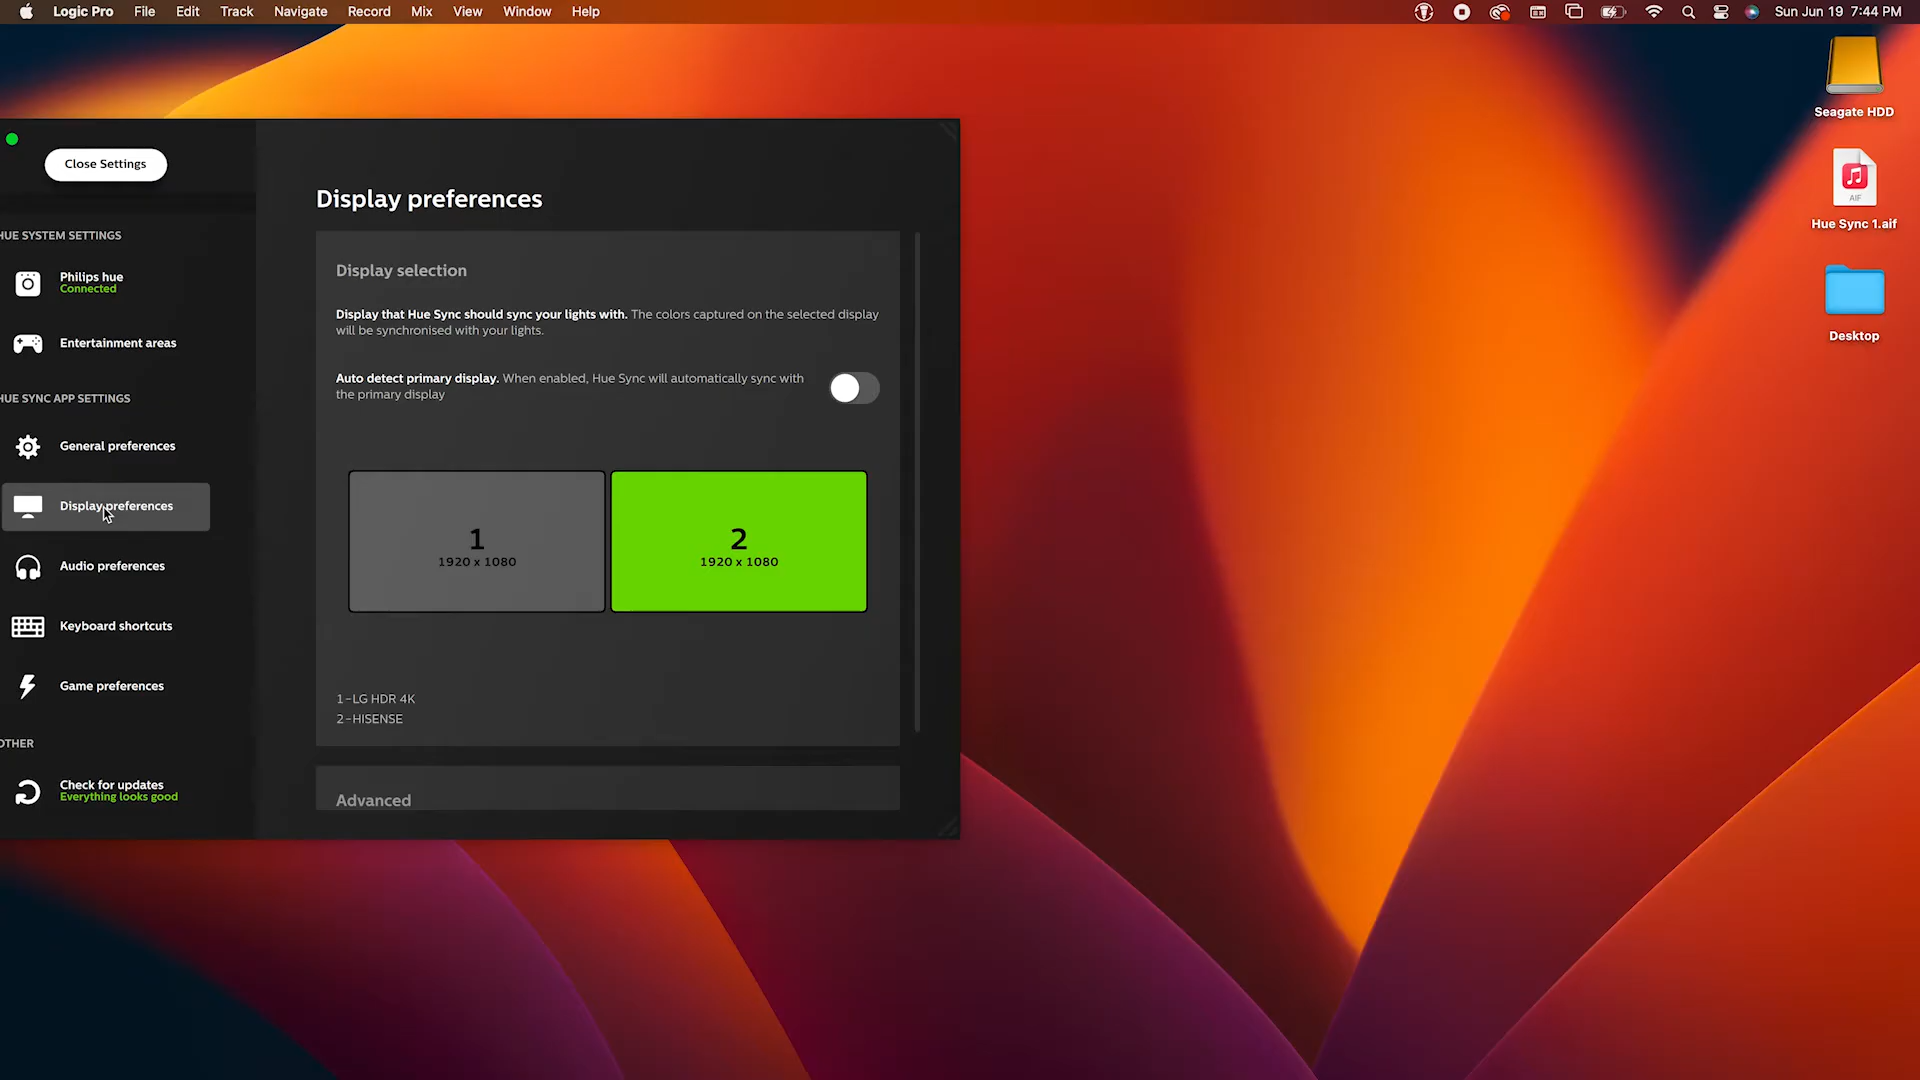 Logic Pro File Edit Track Navigate Record Mix View Window Help Sun Jun 19 7:44 PM
Seagate HDD
AIF
Hue Sync 1.aif
Desktop
Close Settings
HUE SYSTEM SETTINGS
Philips hue
Connected
Entertainment areas
HUE SYNC APP SETTINGS
General preferences
Display preferences
Audio preferences
Keyboard shortcuts
Game preferences
OTHER
Check for updates
Everything looks good
Display preferences
Display selection
Display that Hue Sync should sync your lights with. The colors captured on the selected display
will be synchronised with your lights.
Auto detect primary display. When enabled, Hue Sync will automatically sync with
the primary display
1
1920 x 1080
2
1920 x 1080
1-LG HDR 4K
2-HISENSE
Advanced